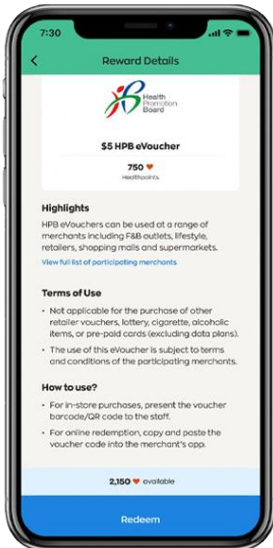 7:30
Reward Details
Health
Promotion
Board
$5 HPB eVoucher
750
Healthpoints
Highlights
HPB eVouchers can be used at a range of
merchants including F&B outlets, lifestyle,
retailers, shopping malls and supermarkets.
View full list of participating merchants
Terms of Use
• Not applicable for the purchase of other
retailer vouchers, lottery, cigarette, alcoholic
items, or pre-paid cards (excluding data plans).
• The use of this eVoucher is subject to terms
and conditions of the participating merchants.
How to use?
• For in-store purchases, present the voucher
barcode/QR code to the staff.
• For online redemption, copy and paste the
voucher code into the merchant's app.
2,150 available
Redeem